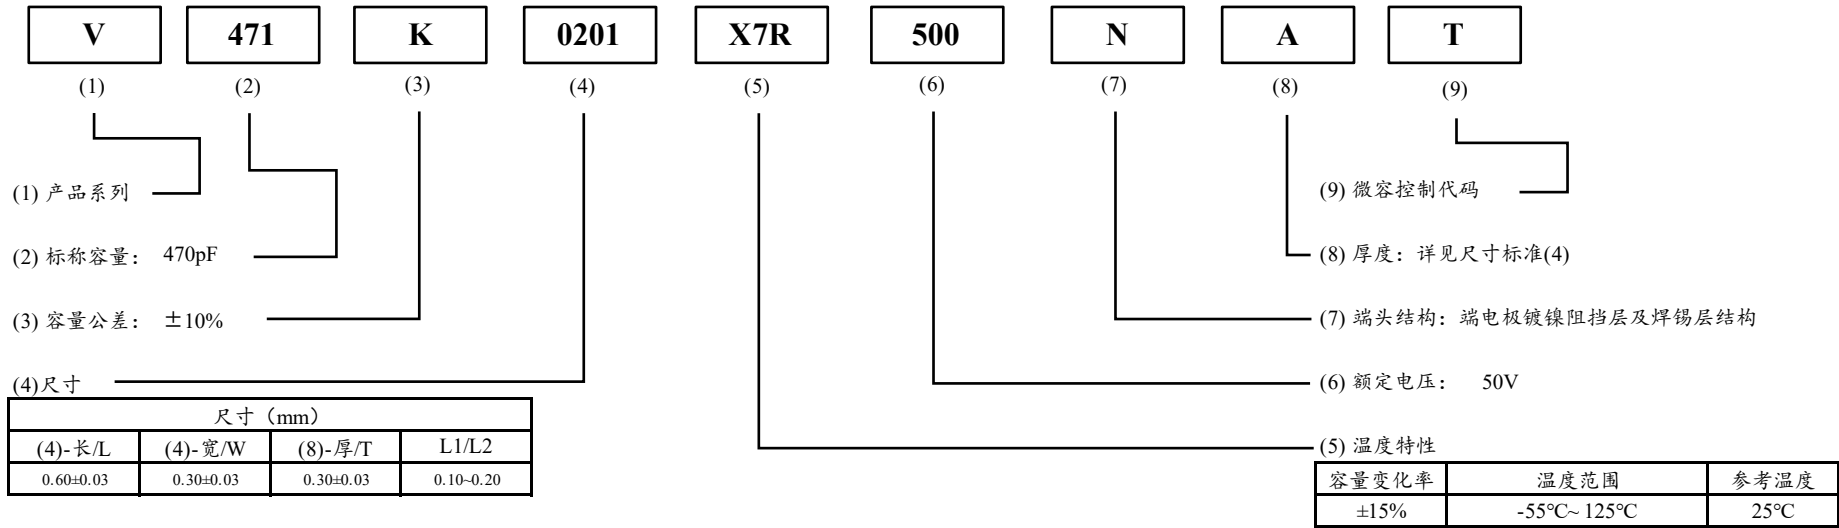 V 471 K 0201 X7R 500 N A T
(1) (2) (3) (4) (5) (6) (7) (8) (9)
(1) 产品系列
(9) 微容控制代码
(2) 标称容量： 470pF
(8) 厚度：详见尺寸标准(4)
(3) 容量公差： ±10%
(7) 端头结构：端电极镀镍阻挡层及焊锡层结构
(4)尺寸
(6) 额定电压： 50V
尺寸（mm）
(4)-长/L (4)-宽/W (8)-厚/T L1/L2
0.60±0.03 0.30±0.03 0.30±0.03 0.10~0.20
(5) 温度特性
容量变化率 温度范围 参考温度
±15% -55℃~ 125℃ 25℃